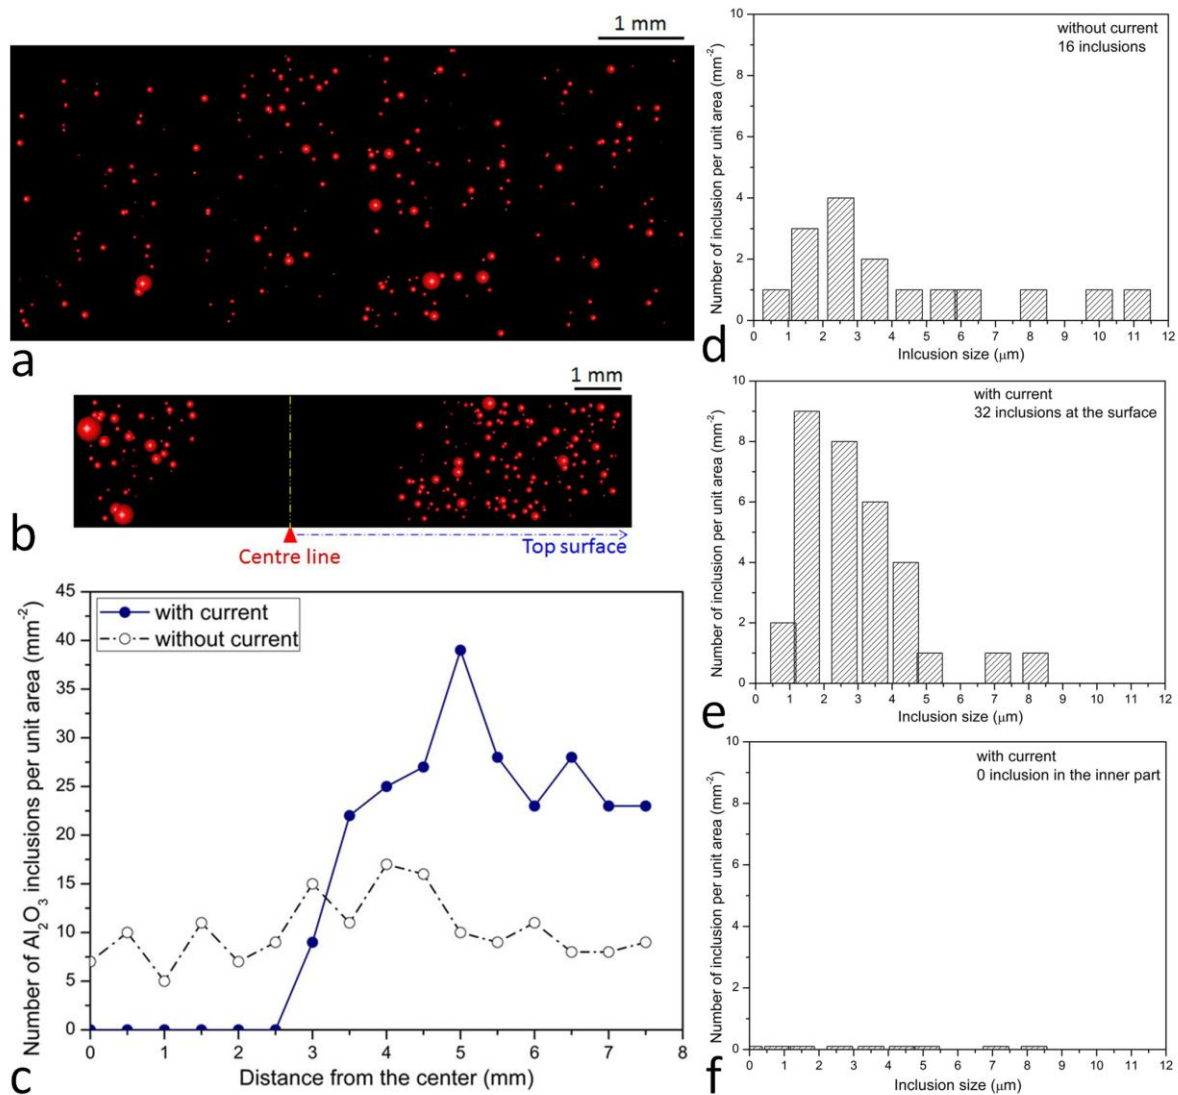 1 mm
a
1 mm
b
Centre line
Top surface
Number of Al2O3 inclusions per unit area (mm-2)
45
40
35
30
25
20
15
10
5
0
with current
without current
0 1 2 3 4 5 6 7 8
Distance from the center (mm)
c
Number of inclusion per unit area (mm-2)
10
8
6
4
2
0
without current
16 inclusions
0 1 2 3 4 5 6 7 8 9 10 11 12
Inlcusion size (μm)
d
Number of inclusion per unit area (mm-2)
10
8
6
4
2
0
with current
32 inclusions at the surface
0 1 2 3 4 5 6 7 8 9 10 11 12
Inclusion size (μm)
e
Number of inclusion per unit area (mm-2)
10
8
6
4
2
0
with current
0 inclusion in the inner part
0 1 2 3 4 5 6 7 8 9 10 11 12
Inclusion size (μm)
f